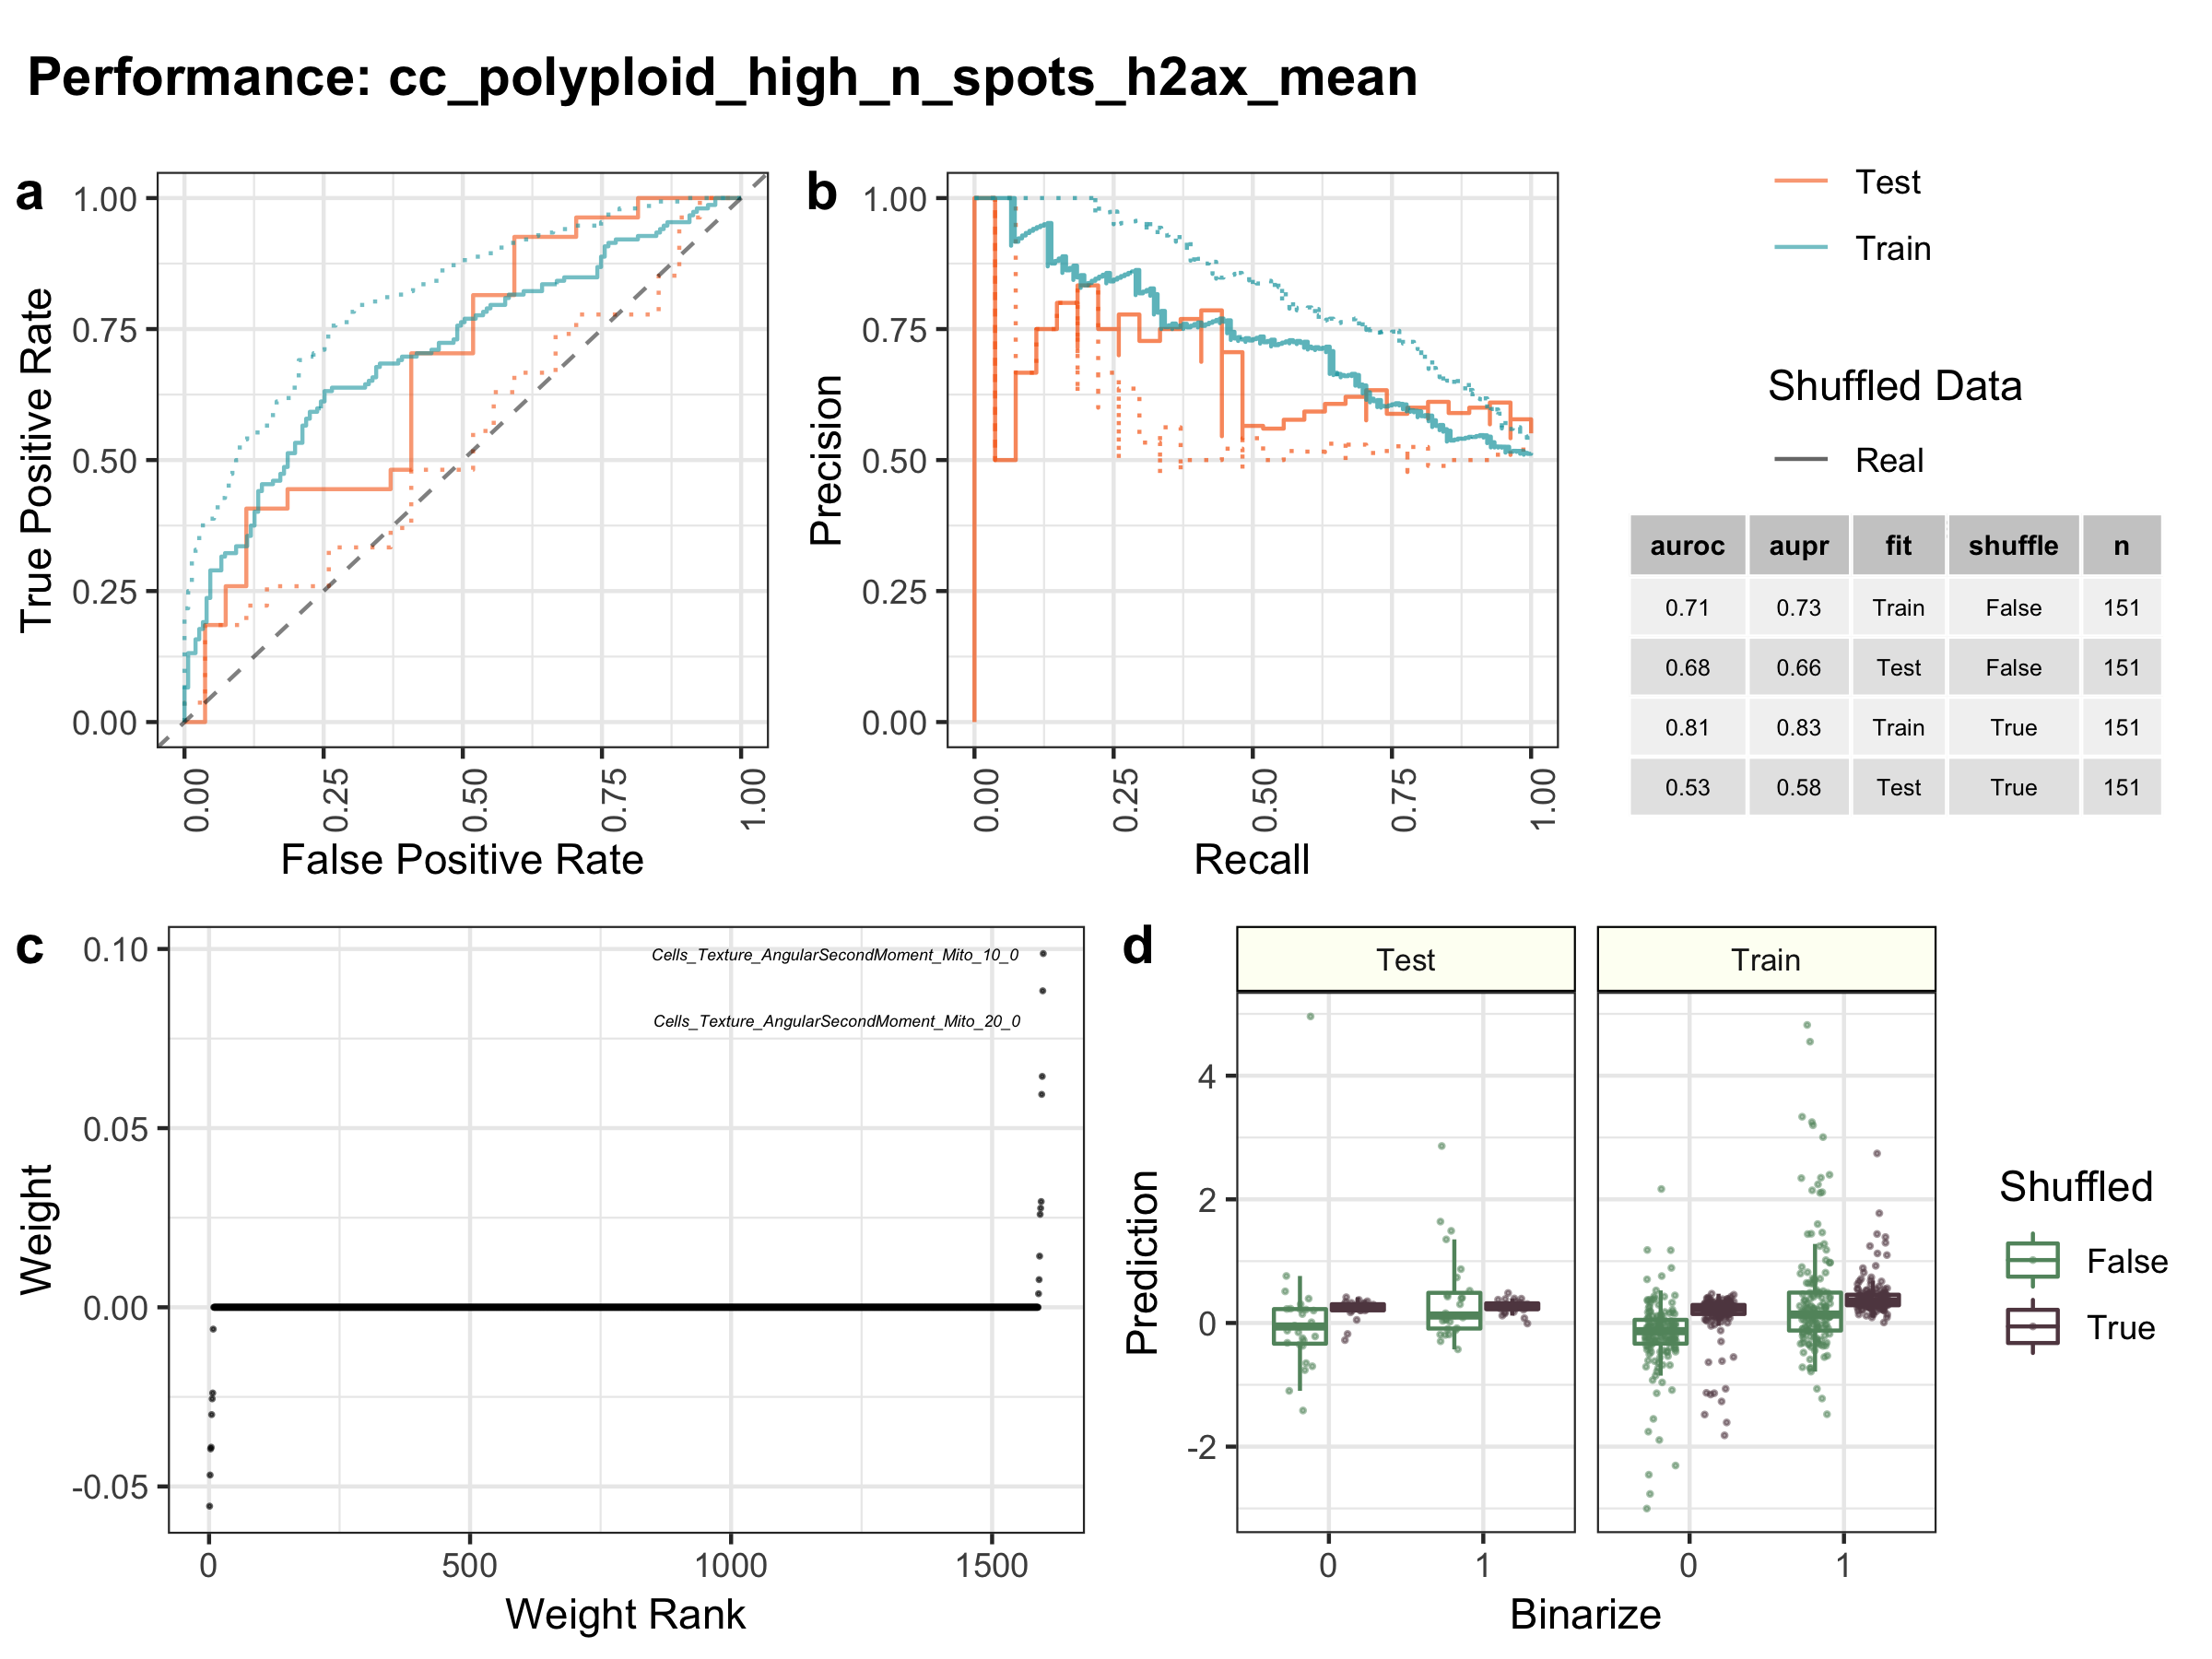 Performance: cc_polyploid_high_n_spots_h2ax_mean
a
1.00
0.75
0.50
0.25
0.00
True Positive Rate
0.00
0.25
0.50
0.75
1.00
False Positive Rate
b
1.00
0.75
0.50
0.25
0.00
Precision
0.00
0.25
0.50
0.75
1.00
Recall
Test
Train
Shuffled Data
Real
auroc aupr fit shuffle n
0.71 0.73 Train False 151
0.68 0.66 Test False 151
0.81 0.83 Train True 151
0.53 0.58 Test True 151
c
0.10
0.05
0.00
-0.05
Weight
Cells_Texture_AngularSecondMoment_Mito_10_0
Cells_Texture_AngularSecondMoment_Mito_20_0
0
500
1000
1500
Weight Rank
d
Test
Train
4
2
0
-2
Prediction
0
1
0
1
Binarize
Shuffled
False
True